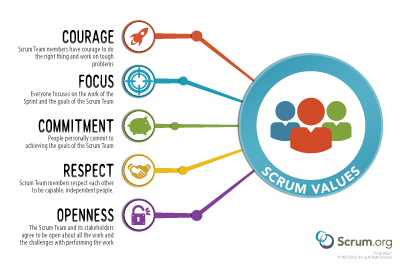 COURAGE
Scrum Team members have courage to do
the right thing and work on tough
problems
FOCUS
Everyone focuses on the work of the
Sprint and the goals of the Scrum Team
COMMITMENT
People personally commit to
achieving the goals of the Scrum Team
RESPECT
Scrum Team members respect each other
to be capable, independent people.
OPENNESS
The Scrum Team and its stakeholders
agree to be open about all the work and
the challenges with performing the work
SCRUM VALUES
Scrum.org